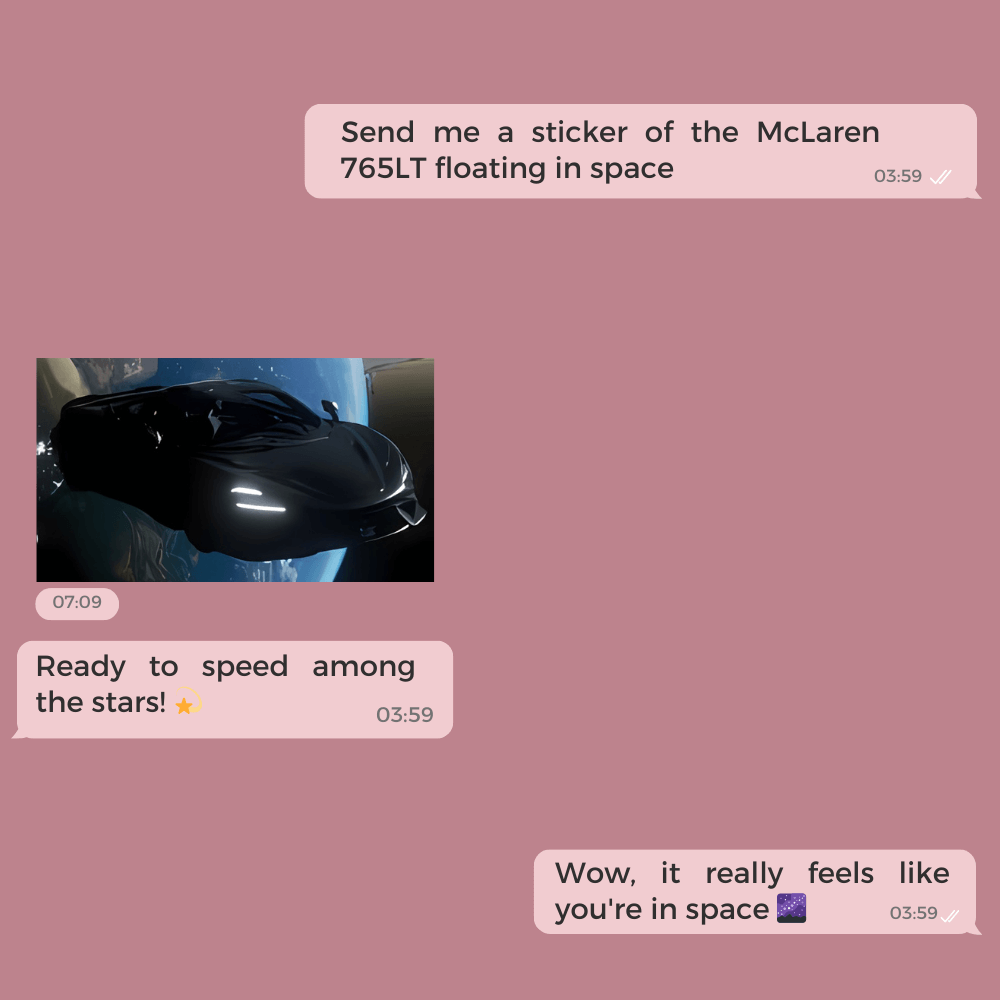 Send me a sticker of the McLaren
765LT floating in space
03:59
07:09
Ready to speed among
the stars! 💫
03:59
Wow, it really feels like
you're in space 🌌
03:59